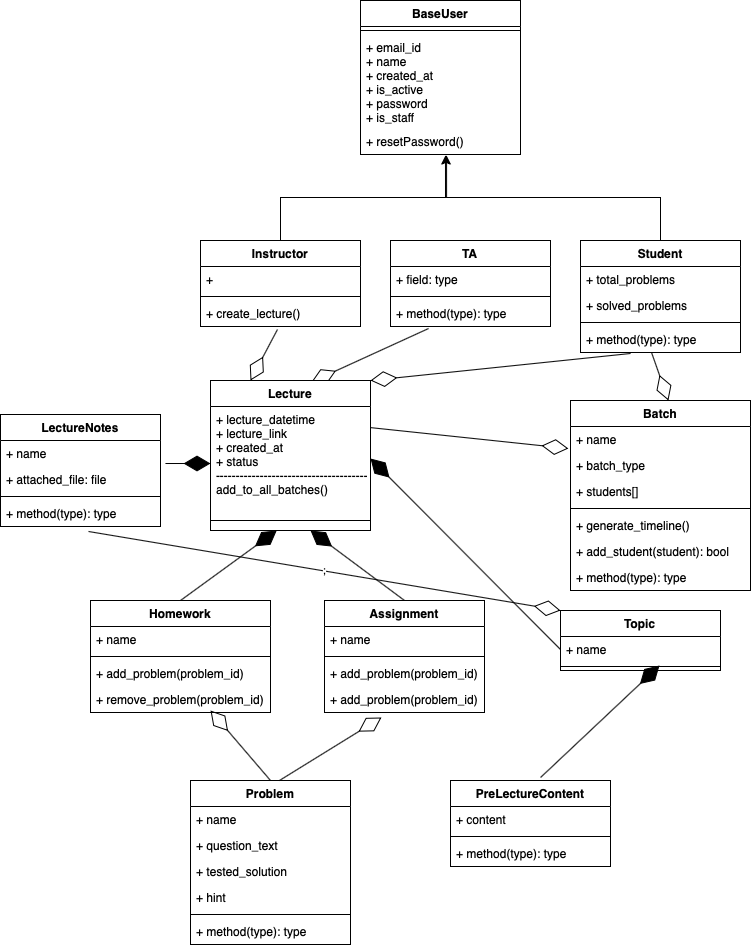 BaseUser
+ email_id
+ name
+ created_at
+ is_active
+ password
+ is_staff
+ resetPassword()
Instructor
+
+ create_lecture()
TA
+ field: type
+ method(type): type
Student
+ total_problems
+ solved_problems
+ method(type): type
Lecture
+ lecture_datetime
+ lecture_link
+ created_at
+ status
---------------------------------------
add_to_all_batches()
LectureNotes
+ name
+ attached_file: file
+ method(type): type
Batch
+ name
+ batch_type
+ students[]
+ generate_timeline()
+ add_student(student): bool
+ method(type): type
;
Homework
+ name
+ add_problem(problem_id)
+ remove_problem(problem_id)
Assignment
+ name
+ add_problem(problem_id)
+ add_problem(problem_id)
Topic
+ name
Problem
+ name
+ question_text
+ tested_solution
+ hint
+ method(type): type
PreLectureContent
+ content
+ method(type): type